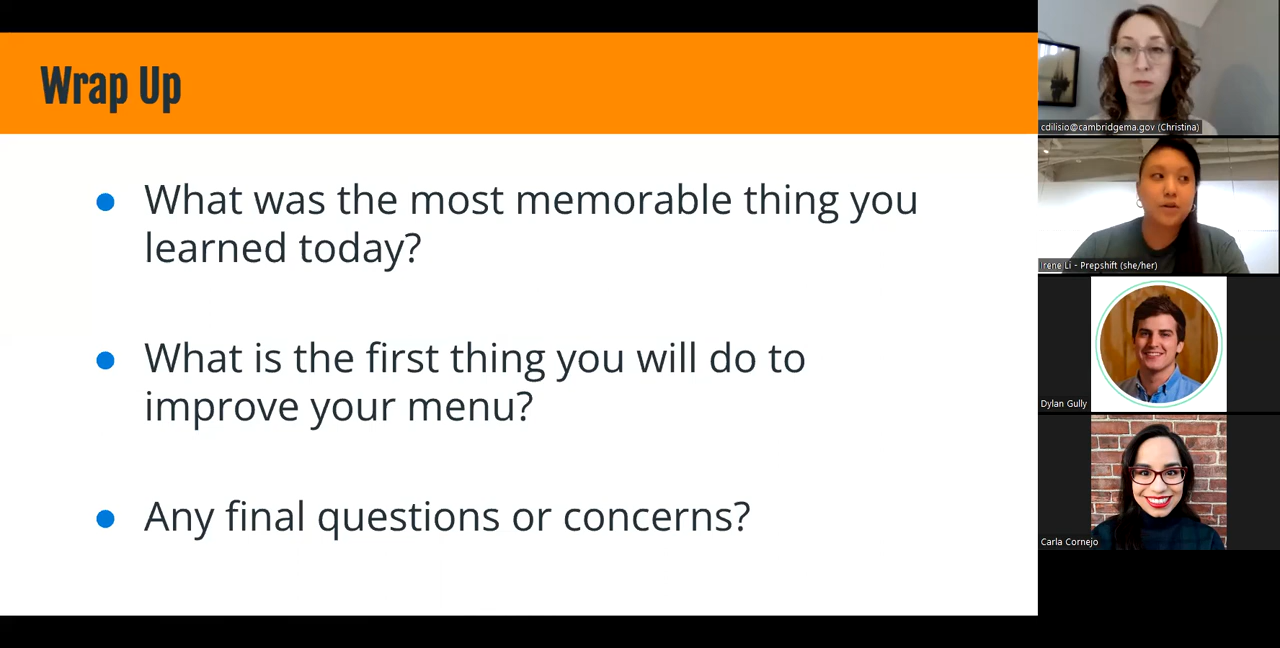 Wrap Up
● What was the most memorable thing you
learned today?
● What is the first thing you will do to
improve your menu?
● Any final questions or concerns?
cdilisio@cambridgema.gov (Christina)
Irene Li - Prepshift (she/her)
Dylan Gully
Carla Cornejo